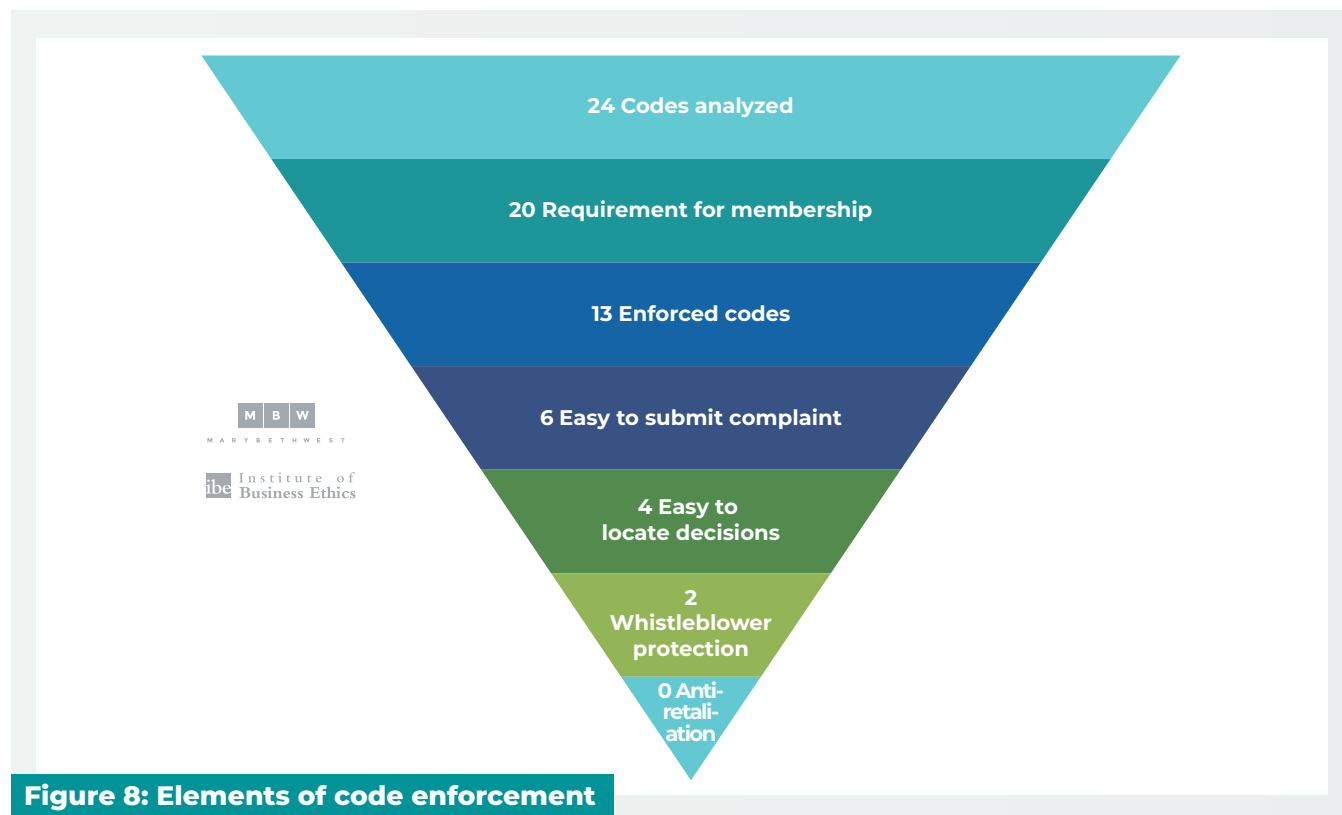 24 Codes analyzed
20 Requirement for membership
13 Enforced codes
6 Easy to submit complaint
4 Easy to
locate decisions
2
Whistleblower
protection
0 Anti-
retali-
ation
M B W
MARYBETHWEST
ibe Institute of
Business Ethics
Figure 8: Elements of code enforcement